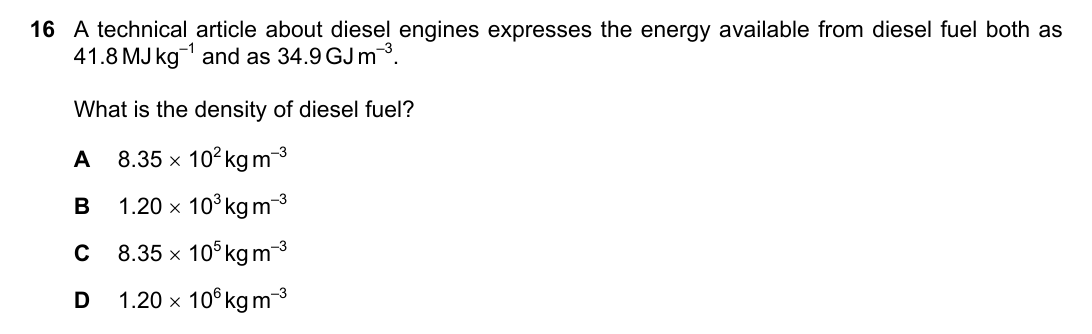 16 A technical article about diesel engines expresses the energy available from diesel fuel both as
41.8 MJ kg⁻¹ and as 34.9 GJ m⁻³.
What is the density of diesel fuel?
A 8.35 × 10² kg m⁻³
B 1.20 × 10³ kg m⁻³
C 8.35 × 10⁵ kg m⁻³
D 1.20 × 10⁶ kg m⁻³